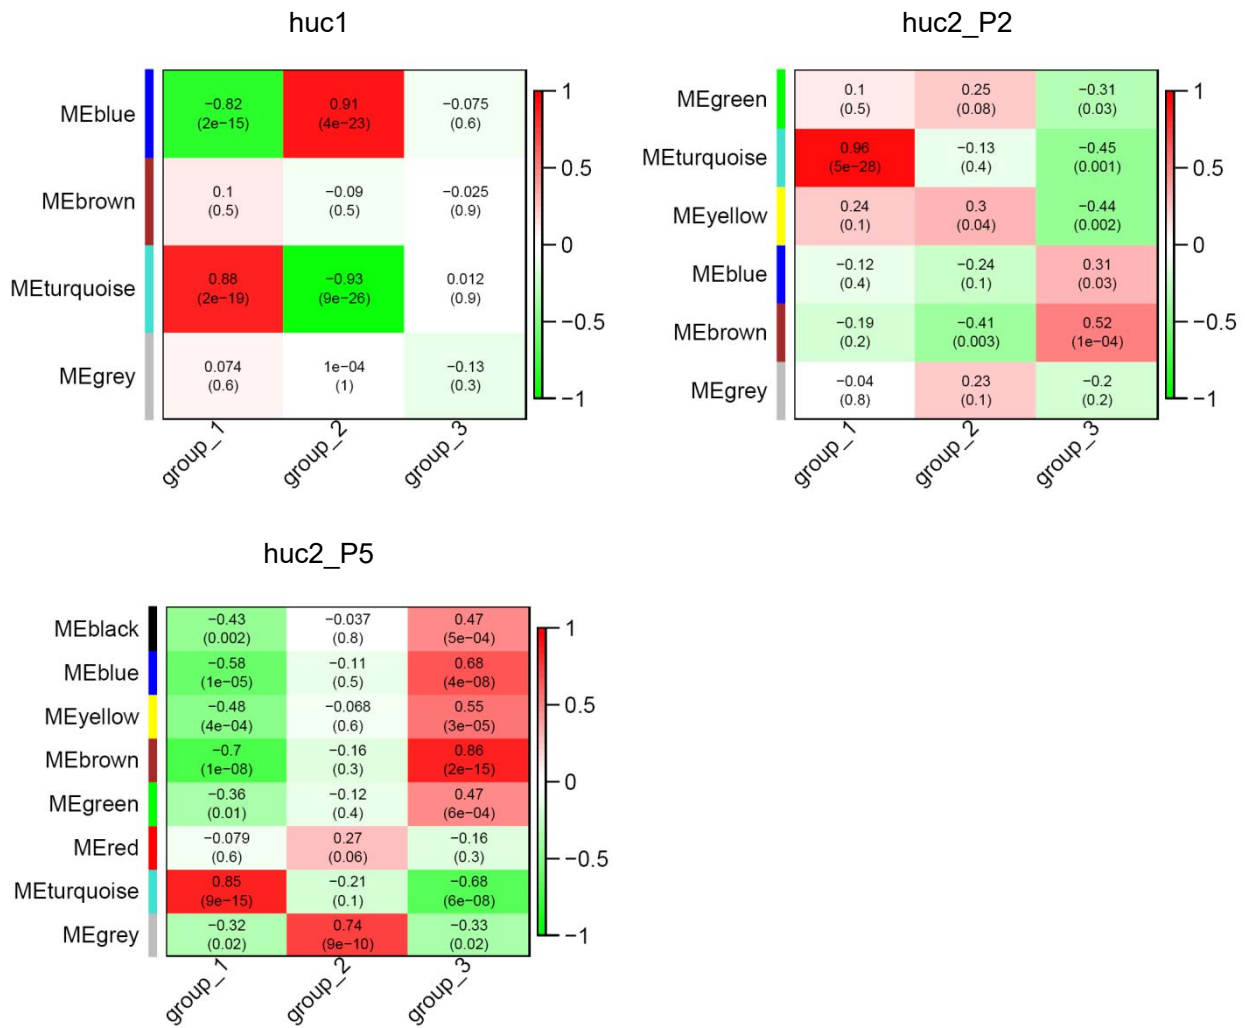 huc1
MEblue
−0.82
(2e−15)
0.91
(4e−23)
−0.075
(0.6)
MEbrown
0.1
(0.5)
−0.09
(0.5)
−0.025
(0.9)
MEturquoise
0.88
(2e−19)
−0.93
(9e−26)
0.012
(0.9)
MEgrey
0.074
(0.6)
1e−04
(1)
−0.13
(0.3)
group_1
group_2
group_3
1
0.5
0
−0.5
−1
huc2_P2
MEgreen
0.1
(0.5)
0.25
(0.08)
−0.31
(0.03)
MEturquoise
0.96
(5e−28)
−0.13
(0.4)
−0.45
(0.001)
MEyellow
0.24
(0.1)
0.3
(0.04)
−0.44
(0.002)
MEblue
−0.12
(0.4)
−0.24
(0.1)
0.31
(0.03)
MEbrown
−0.19
(0.2)
−0.41
(0.003)
0.52
(1e−04)
MEgrey
−0.04
(0.8)
0.23
(0.1)
−0.2
(0.2)
group_1
group_2
group_3
1
0.5
0
−0.5
−1
huc2_P5
MEblack
−0.43
(0.002)
−0.037
(0.8)
0.47
(5e−04)
MEblue
−0.58
(1e−05)
−0.11
(0.5)
0.68
(4e−08)
MEyellow
−0.48
(4e−04)
−0.068
(0.6)
0.55
(3e−05)
MEbrown
−0.7
(1e−08)
−0.16
(0.3)
0.86
(2e−15)
MEgreen
−0.36
(0.01)
−0.12
(0.4)
0.47
(6e−04)
MEred
−0.079
(0.6)
0.27
(0.06)
−0.16
(0.3)
MEturquoise
0.85
(9e−15)
−0.21
(0.1)
−0.68
(6e−08)
MEgrey
−0.32
(0.02)
0.74
(9e−10)
−0.33
(0.02)
group_1
group_2
group_3
1
0.5
0
−0.5
−1